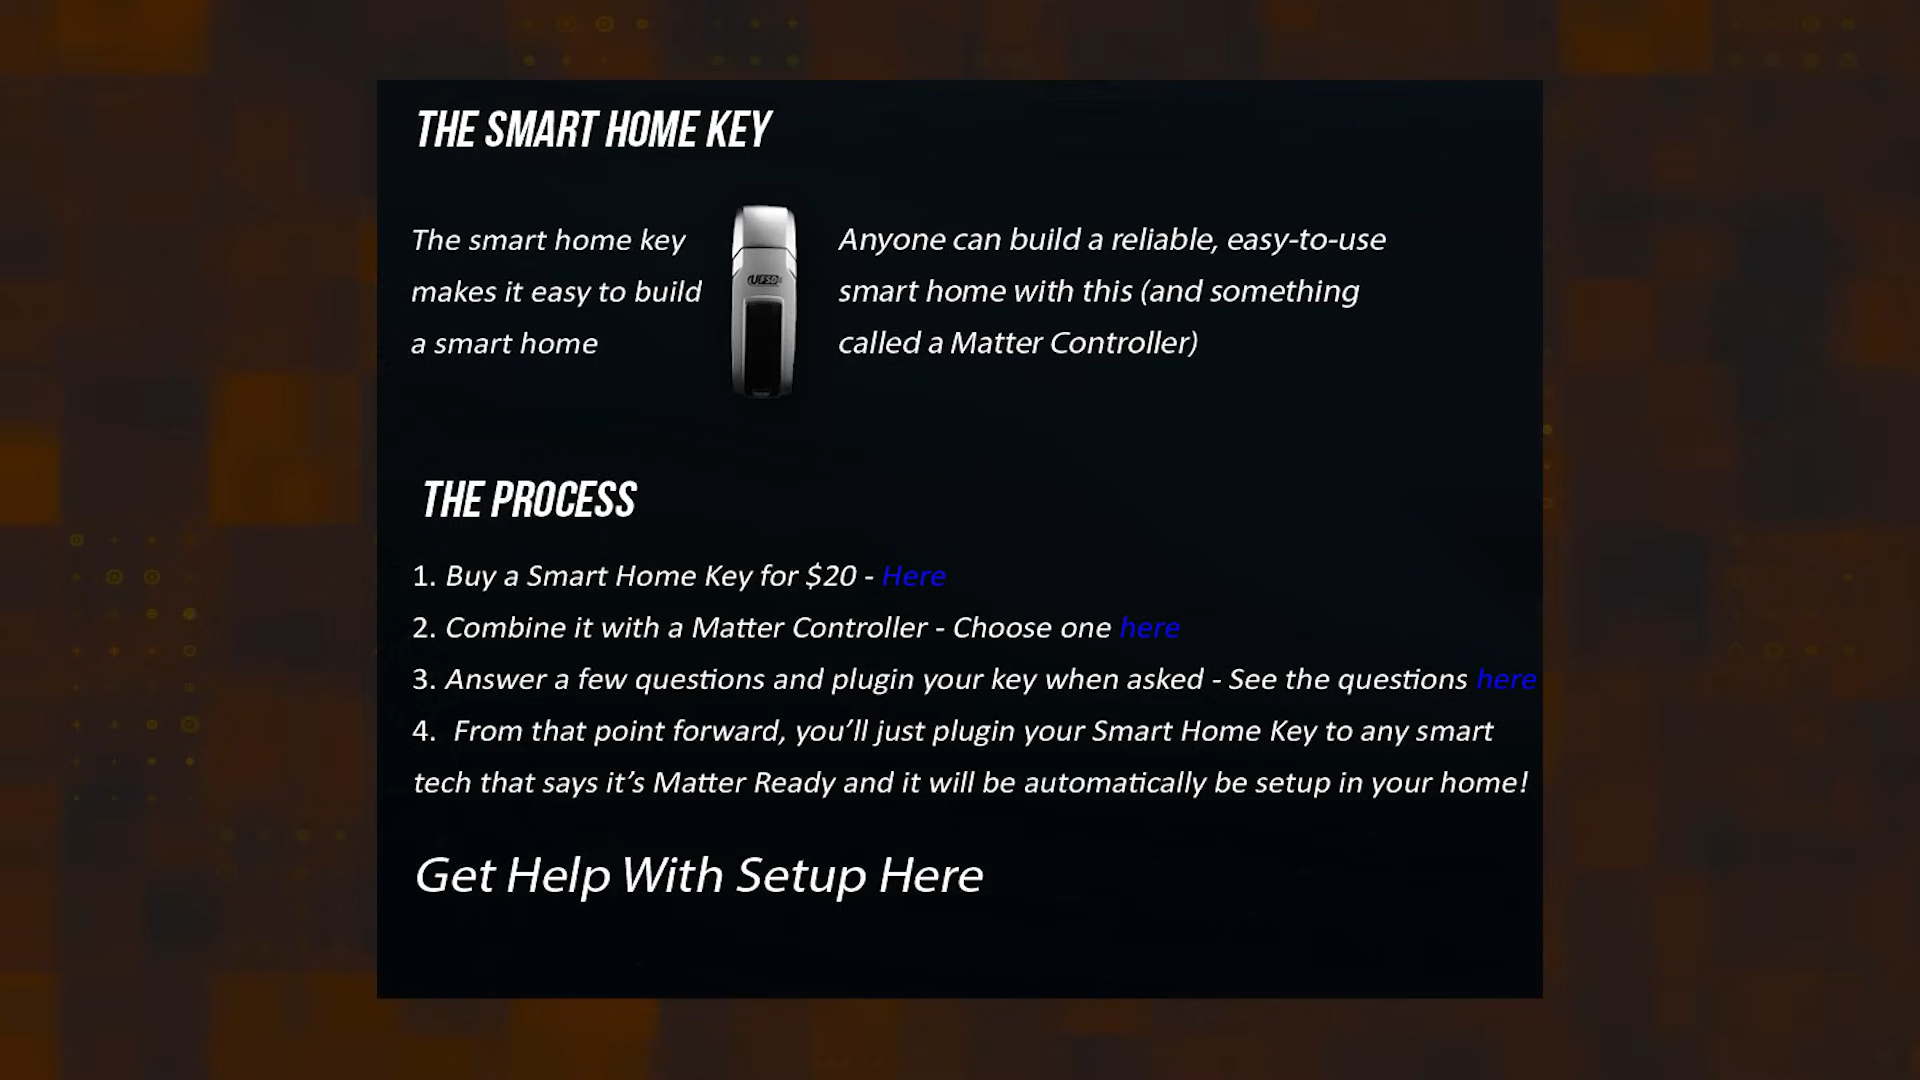 THE SMART HOME KEY
The smart home key
makes it easy to build
a smart home
Anyone can build a reliable, easy-to-use
smart home with this (and something
called a Matter Controller)
THE PROCESS
1. Buy a Smart Home Key for $20 - Here
2. Combine it with a Matter Controller - Choose one here
3. Answer a few questions and plugin your key when asked - See the questions here
4. From that point forward, you’ll just plugin your Smart Home Key to any smart
tech that says it’s Matter Ready and it will be automatically be setup in your home!
Get Help With Setup Here